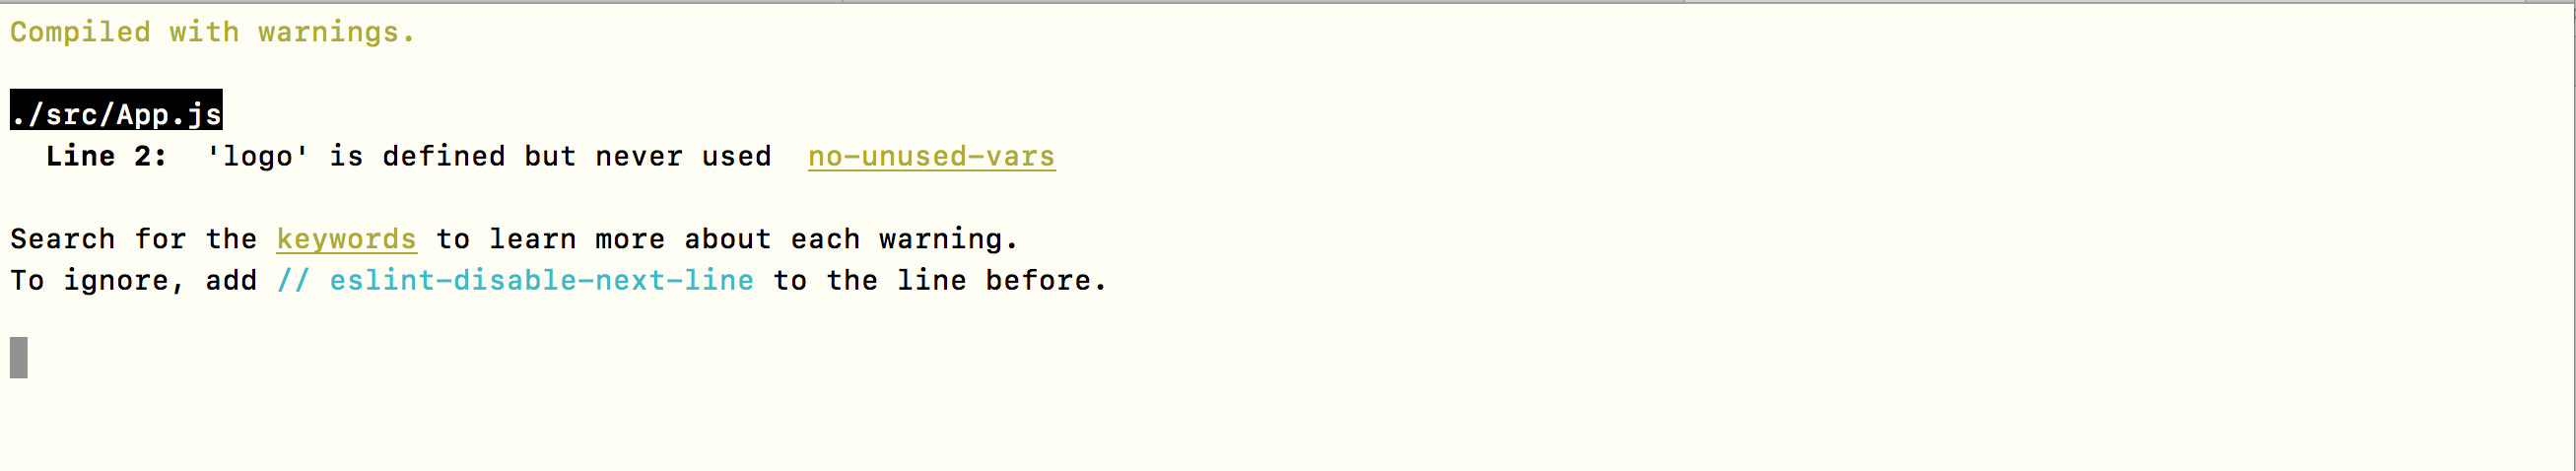 Compiled with warnings.
./src/App.js
Line 2:  'logo' is defined but never used  no-unused-vars
Search for the keywords to learn more about each warning.
To ignore, add // eslint-disable-next-line to the line before.